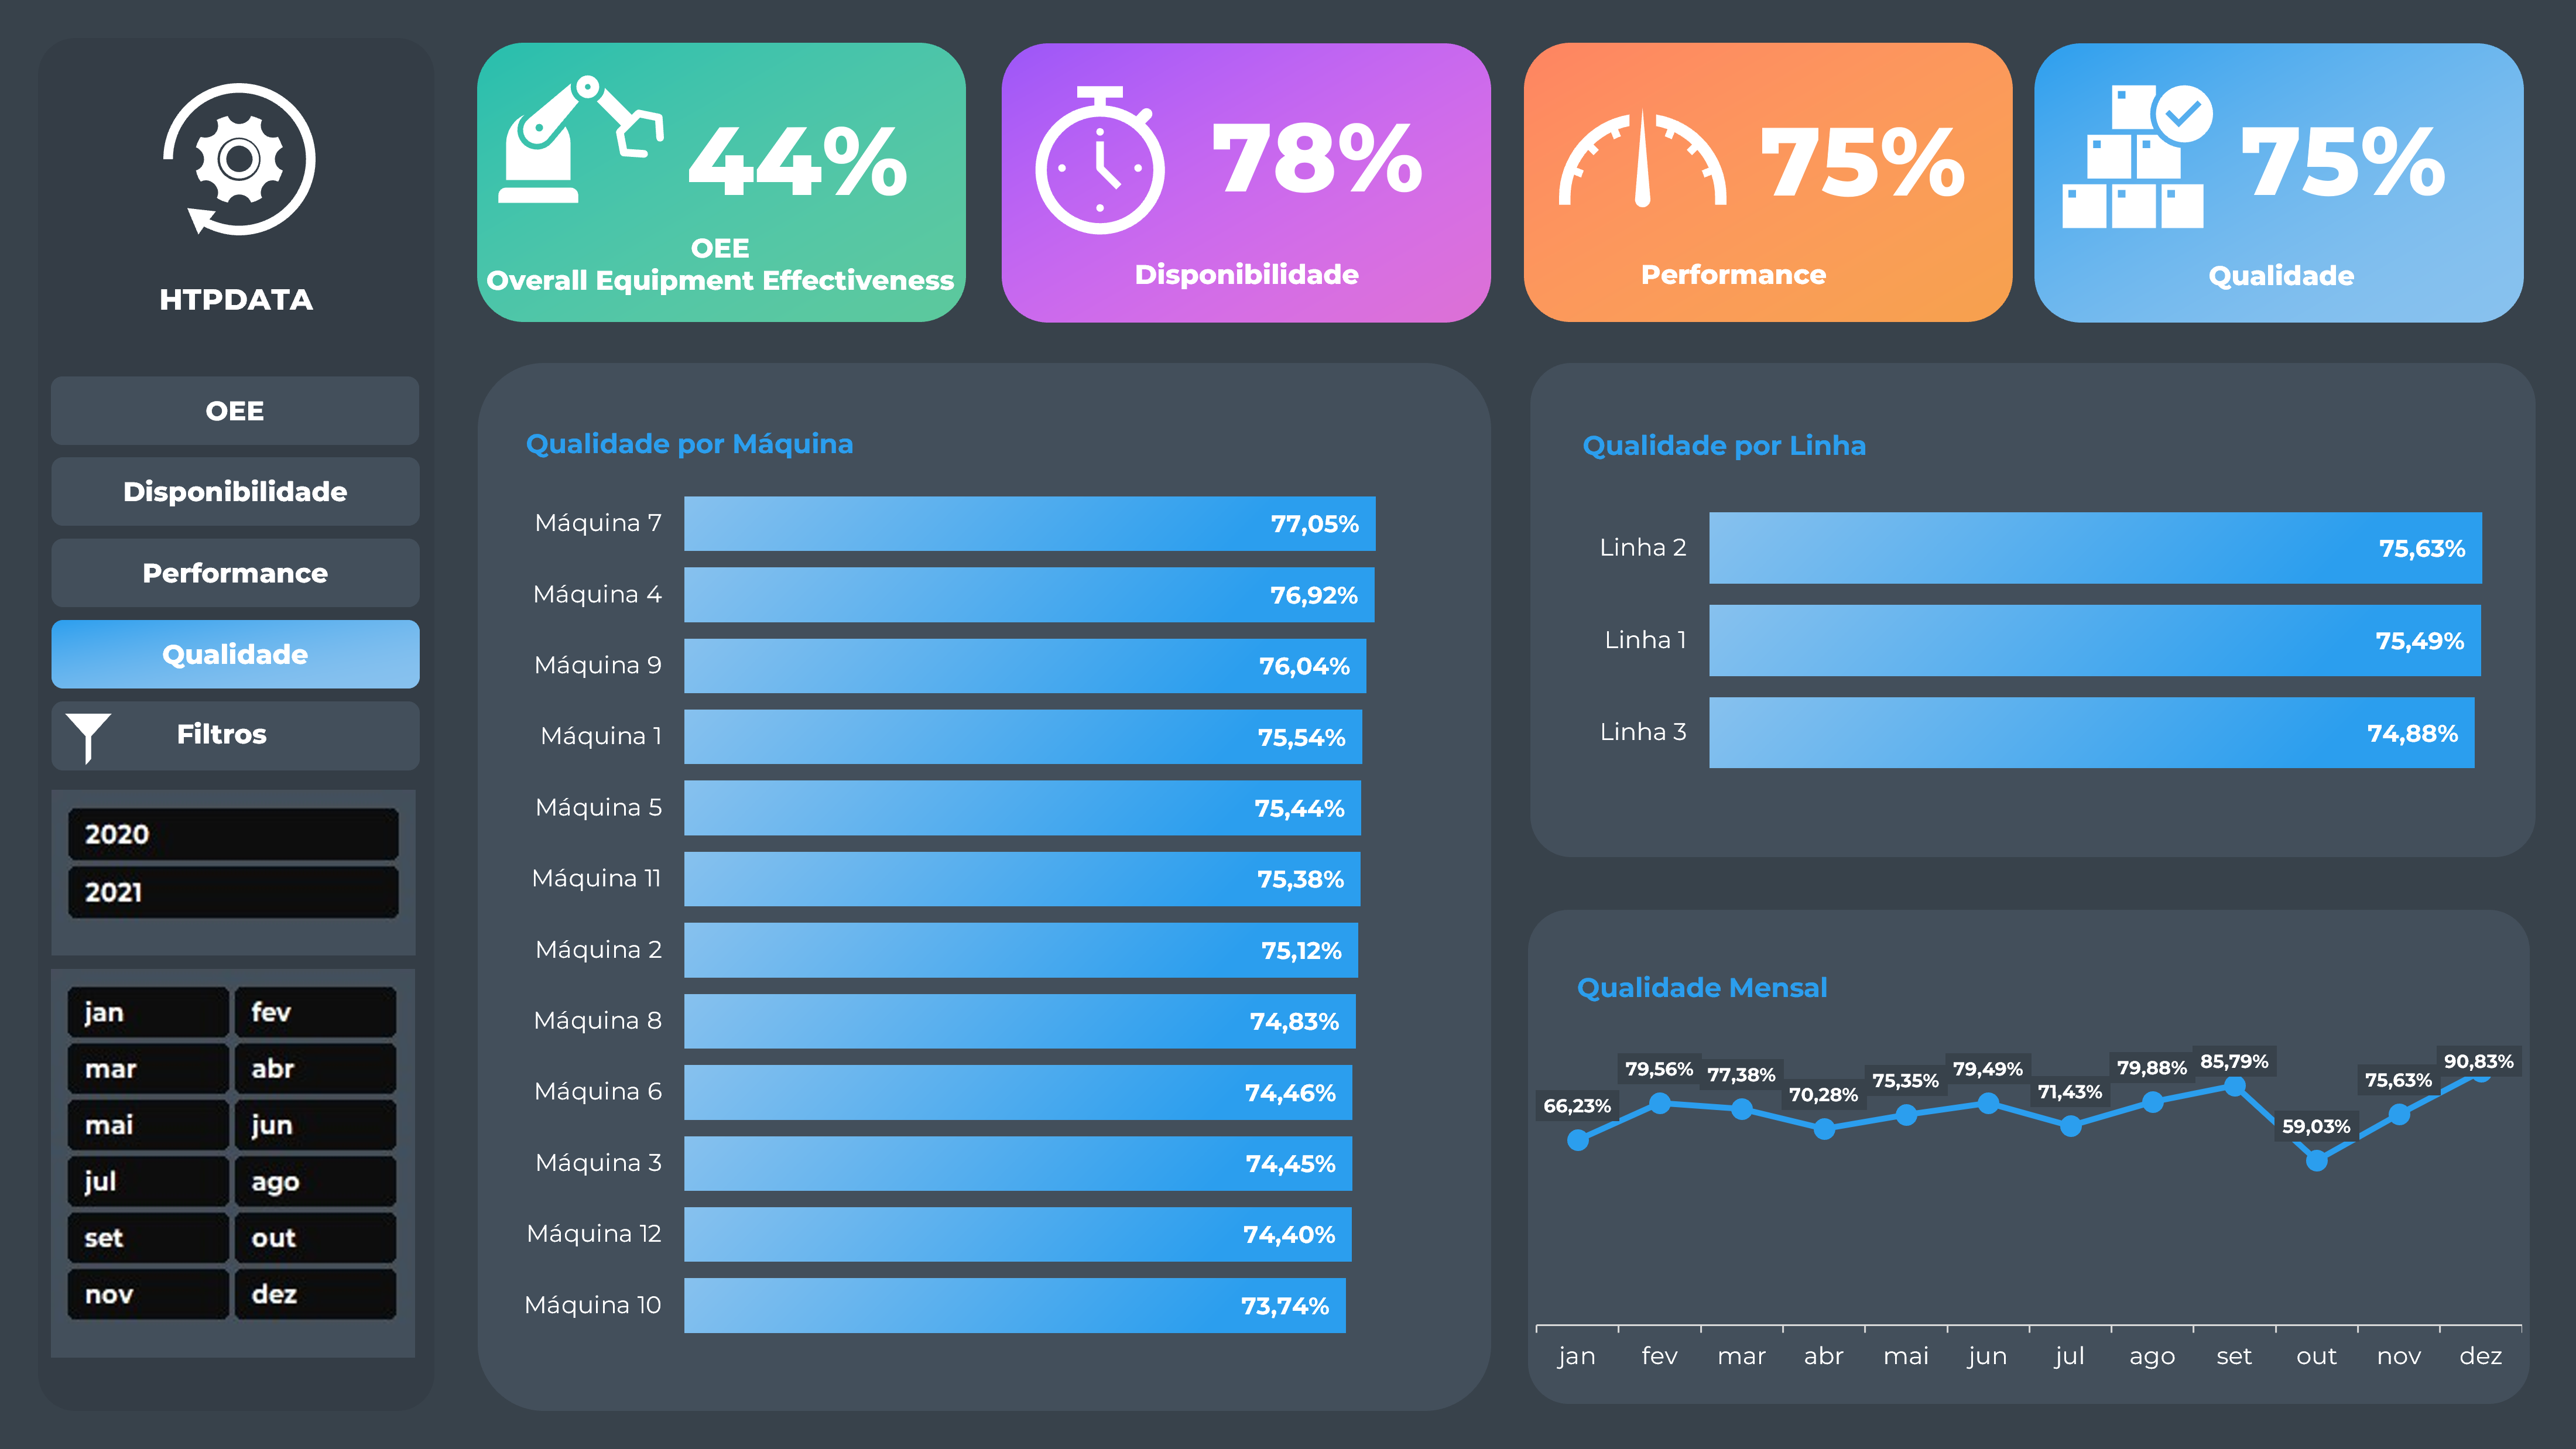 HTPDATA
OEE
Disponibilidade
Performance
Qualidade
Filtros
2020
2021
jan
fev
mar
abr
mai
jun
jul
ago
set
out
nov
dez
44%
OEE
Overall Equipment Effectiveness
78%
Disponibilidade
75%
Performance
75%
Qualidade
Qualidade por Máquina
Máquina 7 77,05%
Máquina 4 76,92%
Máquina 9 76,04%
Máquina 1 75,54%
Máquina 5 75,44%
Máquina 11 75,38%
Máquina 2 75,12%
Máquina 8 74,83%
Máquina 6 74,46%
Máquina 3 74,45%
Máquina 12 74,40%
Máquina 10 73,74%
Qualidade por Linha
Linha 2 75,63%
Linha 1 75,49%
Linha 3 74,88%
Qualidade Mensal
66,23% 79,56% 77,38% 70,28% 75,35% 79,49% 71,43% 79,88% 85,79% 59,03% 75,63% 90,83%
jan fev mar abr mai jun jul ago set out nov dez